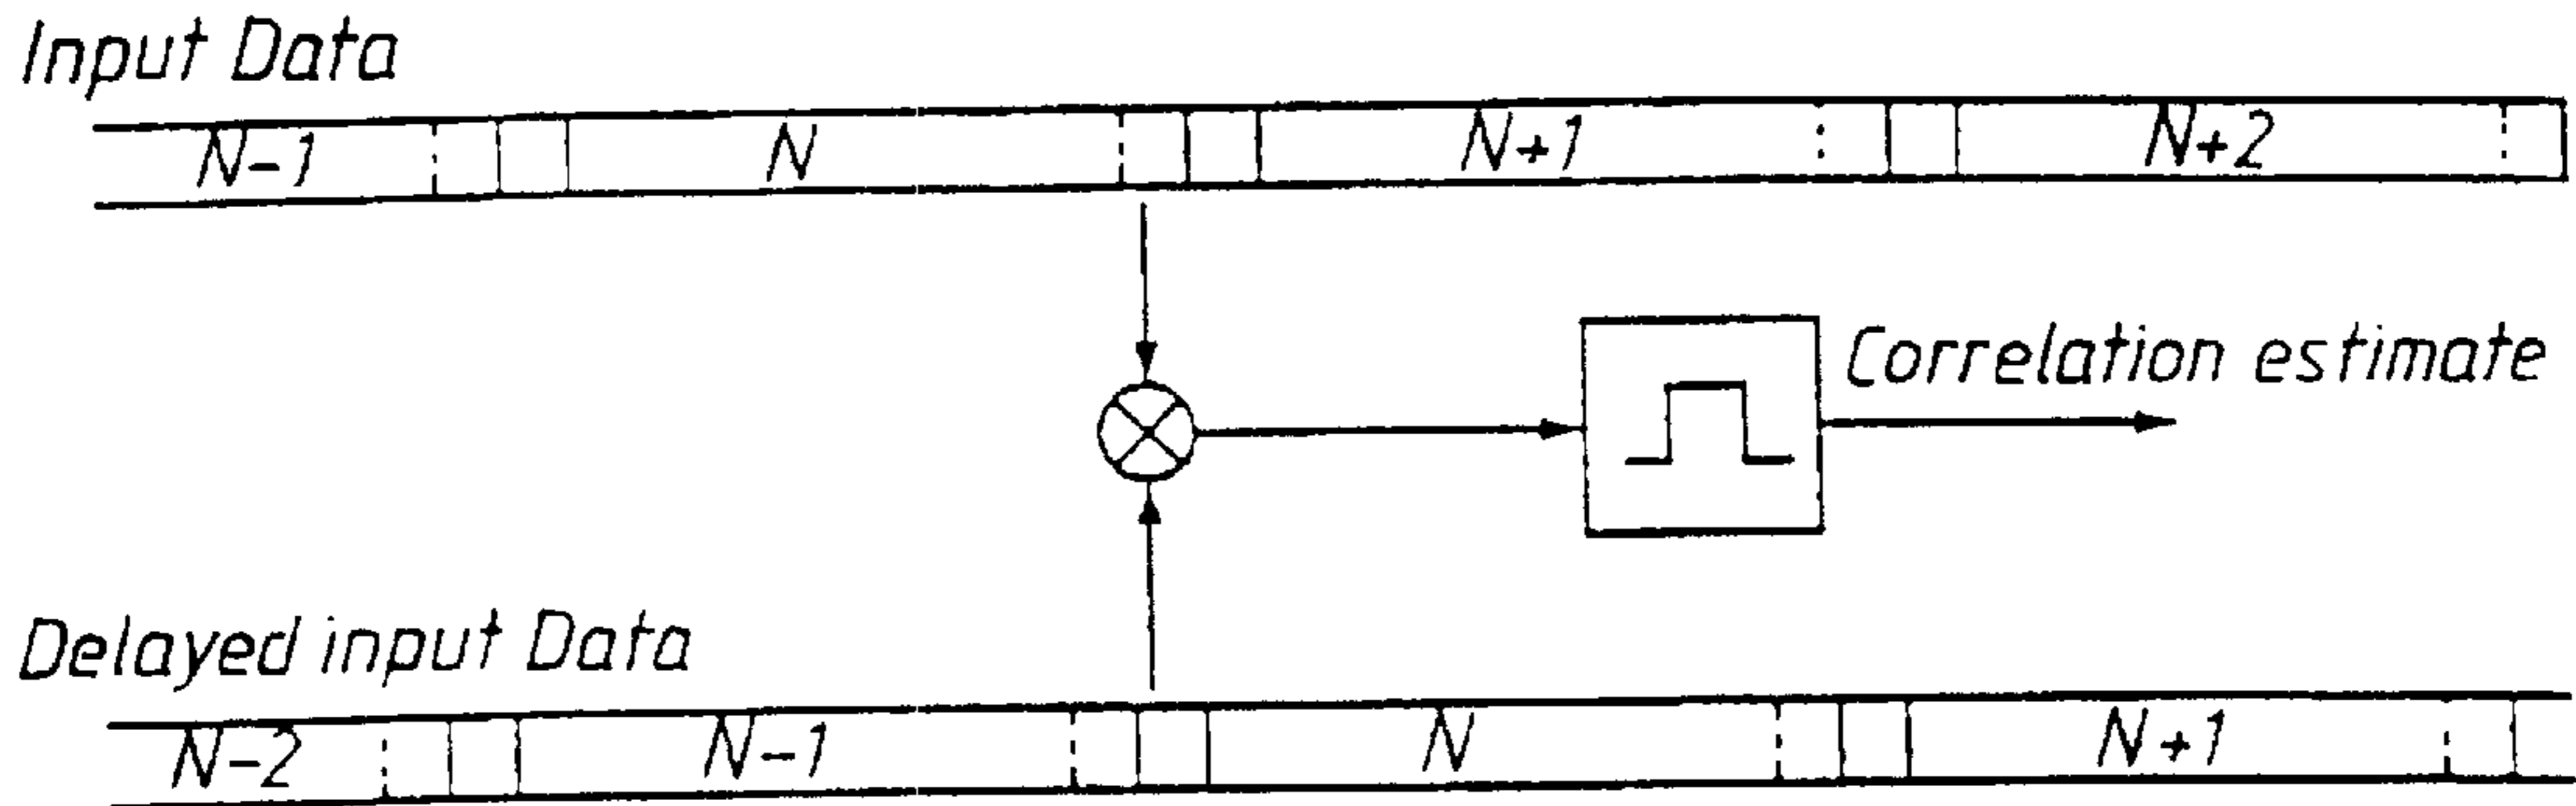 Input Data
N-1 N N+1 N+2
Correlation estimate
Delayed input Data
N-2 N-1 N N+1